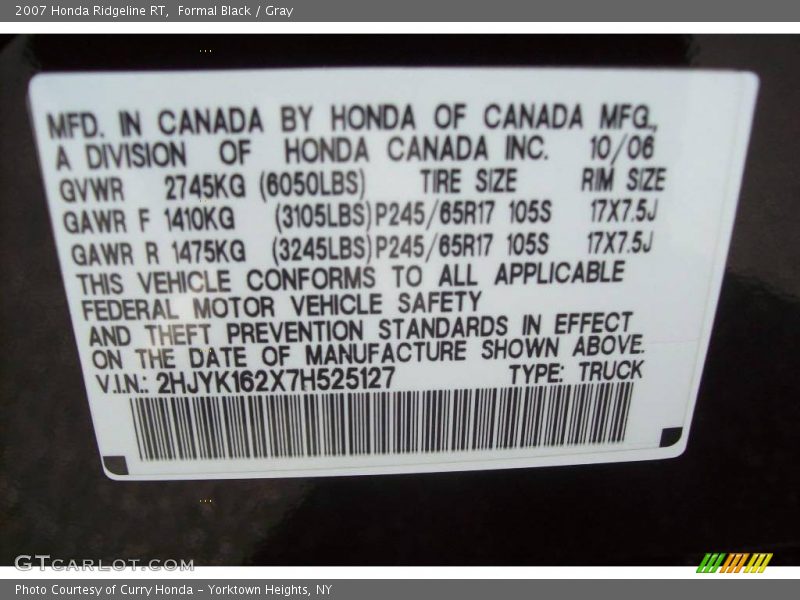 2007 Honda Ridgeline RT, Formal Black / Gray
MFD. IN CANADA BY HONDA OF CANADA MFG.,
A DIVISION OF HONDA CANADA INC. 10/06
GVWR 2745KG (6050LBS) TIRE SIZE RIM SIZE
GAWR F 1410KG (3105LBS) P245/65R17 105S 17X7.5J
GAWR R 1475KG (3245LBS) P245/65R17 105S 17X7.5J
THIS VEHICLE CONFORMS TO ALL APPLICABLE
FEDERAL MOTOR VEHICLE SAFETY
AND THEFT PREVENTION STANDARDS IN EFFECT
ON THE DATE OF MANUFACTURE SHOWN ABOVE.
V.I.N.: 2HJYK162X7H525127 TYPE: TRUCK
GTCARLOT.COM
Photo Courtesy of Curry Honda - Yorktown Heights, NY